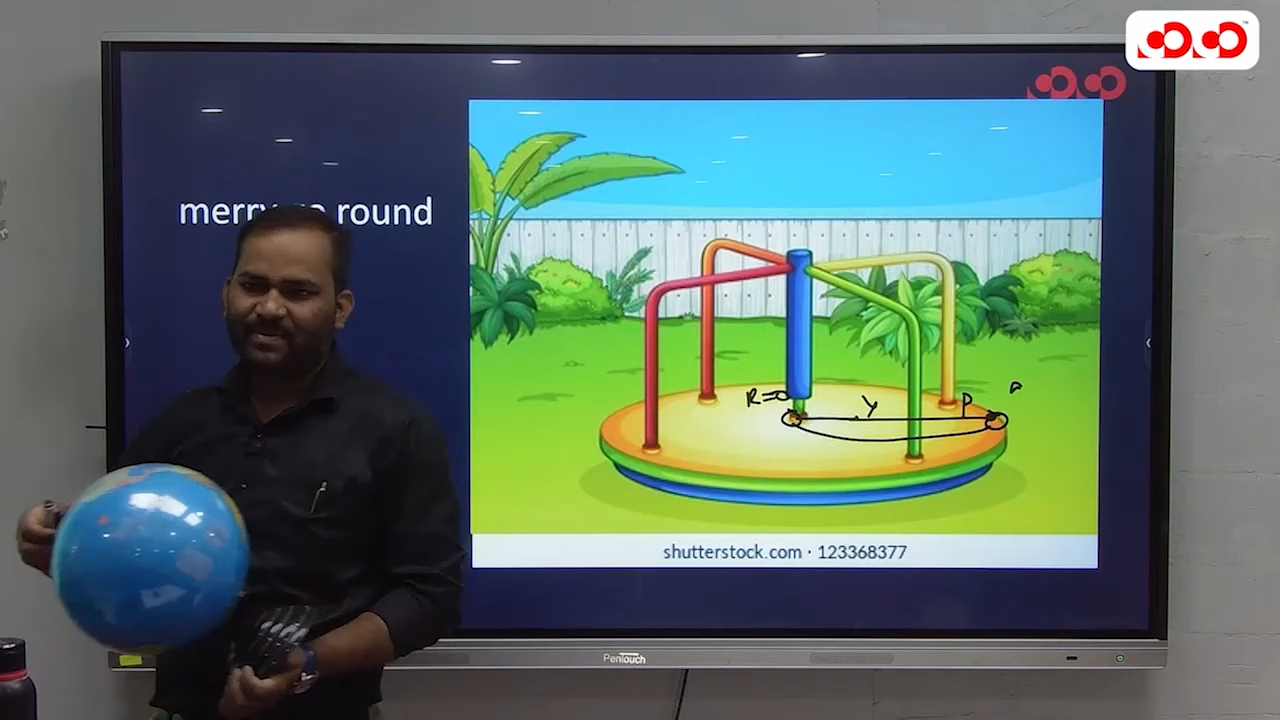 merry go round
R=0
r
P
shutterstock.com · 123368377
PenTouch